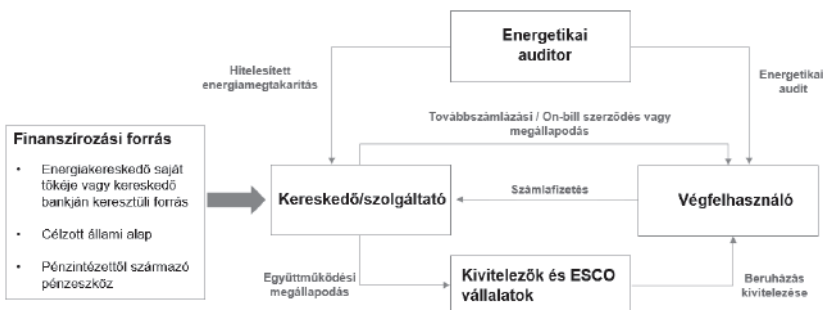 Energetikai
auditor
Hitelesített
energiamegtakarítás
Energetikai
audit
Továbbszámlázási / On-bill szerződés vagy
megállapodás
Finanszírozási forrás
• Energiakereskedő saját
tőkéje vagy kereskedő
bankján keresztüli forrás
• Célzott állami alap
• Pénzintézettől származó
pénzeszköz
Kereskedő/szolgáltató
Számlafizetés
Végfelhasználó
Együttműködési
megállapodás
Kivitelezők és ESCO
vállalatok
Beruházás
kivitelezése